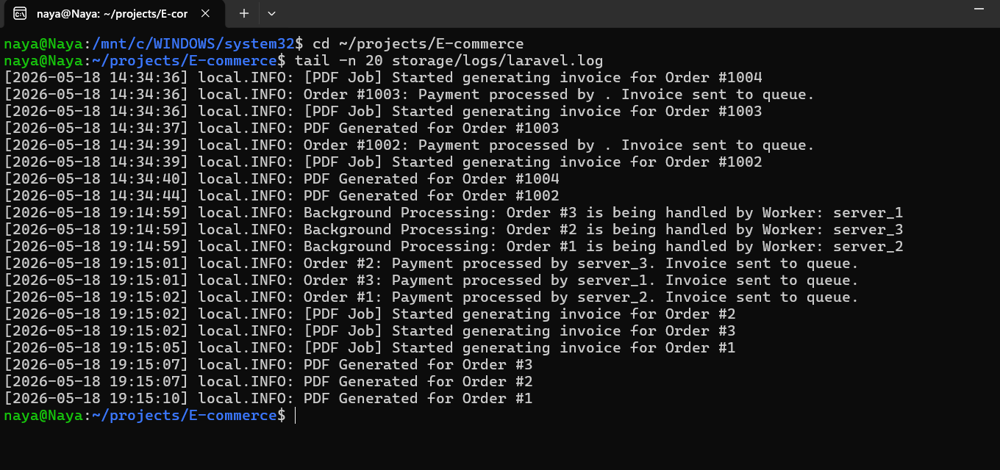 naya@Naya: ~/projects/E-cor
naya@Naya:/mnt/c/WINDOWS/system32$ cd ~/projects/E-commerce
naya@Naya:~/projects/E-commerce$ tail -n 20 storage/logs/laravel.log
[2026-05-18 14:34:36] local.INFO: [PDF Job] Started generating invoice for Order #1004
[2026-05-18 14:34:36] local.INFO: Order #1003: Payment processed by . Invoice sent to queue.
[2026-05-18 14:34:36] local.INFO: [PDF Job] Started generating invoice for Order #1003
[2026-05-18 14:34:37] local.INFO: PDF Generated for Order #1003
[2026-05-18 14:34:39] local.INFO: Order #1002: Payment processed by . Invoice sent to queue.
[2026-05-18 14:34:39] local.INFO: [PDF Job] Started generating invoice for Order #1002
[2026-05-18 14:34:40] local.INFO: PDF Generated for Order #1004
[2026-05-18 14:34:44] local.INFO: PDF Generated for Order #1002
[2026-05-18 19:14:59] local.INFO: Background Processing: Order #3 is being handled by Worker: server_1
[2026-05-18 19:14:59] local.INFO: Background Processing: Order #2 is being handled by Worker: server_3
[2026-05-18 19:14:59] local.INFO: Background Processing: Order #1 is being handled by Worker: server_2
[2026-05-18 19:15:01] local.INFO: Order #2: Payment processed by server_3. Invoice sent to queue.
[2026-05-18 19:15:01] local.INFO: Order #3: Payment processed by server_1. Invoice sent to queue.
[2026-05-18 19:15:02] local.INFO: Order #1: Payment processed by server_2. Invoice sent to queue.
[2026-05-18 19:15:02] local.INFO: [PDF Job] Started generating invoice for Order #2
[2026-05-18 19:15:02] local.INFO: [PDF Job] Started generating invoice for Order #3
[2026-05-18 19:15:05] local.INFO: [PDF Job] Started generating invoice for Order #1
[2026-05-18 19:15:07] local.INFO: PDF Generated for Order #3
[2026-05-18 19:15:07] local.INFO: PDF Generated for Order #2
[2026-05-18 19:15:10] local.INFO: PDF Generated for Order #1
naya@Naya:~/projects/E-commerce$